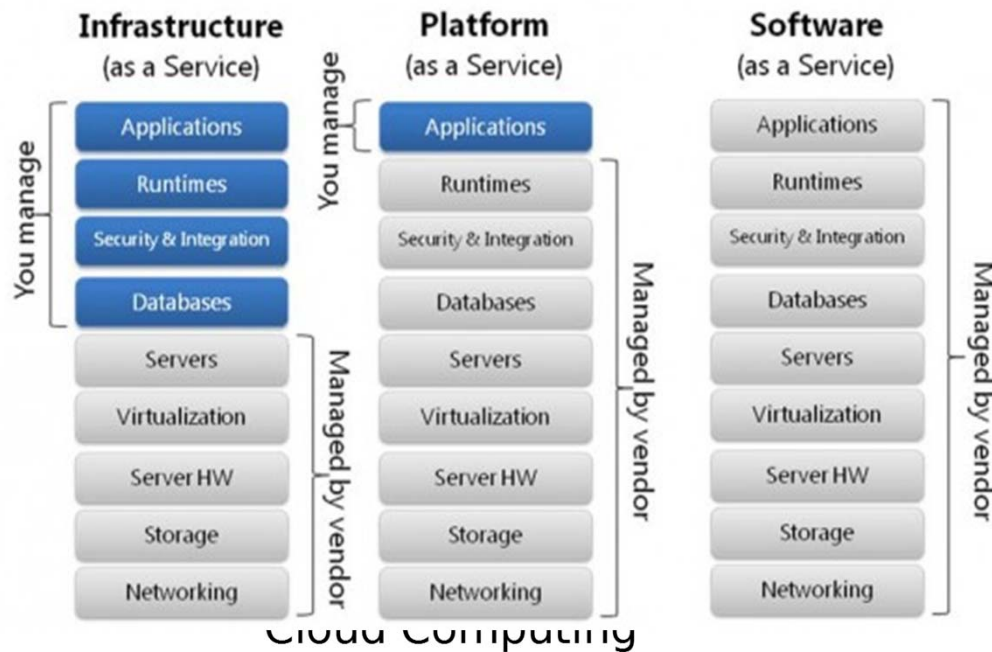 Infrastructure
(as a Service)
You manage
Applications
Runtimes
Security & Integration
Databases
Servers
Virtualization
Server HW
Storage
Networking
Managed by vendor
Platform
(as a Service)
You manage
Applications
Runtimes
Security & Integration
Databases
Servers
Virtualization
Server HW
Storage
Networking
Managed by vendor
Software
(as a Service)
Applications
Runtimes
Security & Integration
Databases
Servers
Virtualization
Server HW
Storage
Networking
Managed by vendor
Cloud Computing